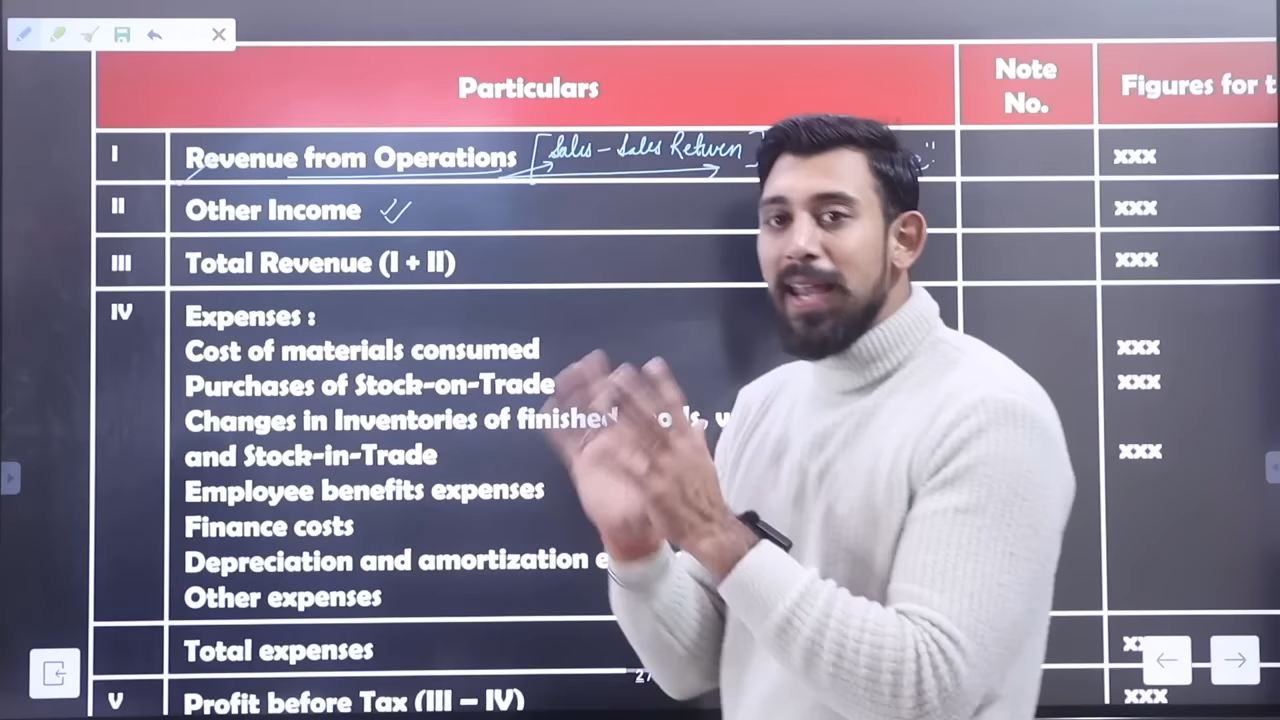 Particulars
Note
No.
Figures for t
I Revenue from Operations [Sales - Sales Return] xxx
II Other Income xxx
III Total Revenue (I + II) xxx
IV Expenses :
Cost of materials consumed xxx
Purchases of Stock-on-Trade xxx
Changes in Inventories of finished
and Stock-in-Trade xxx
Employee benefits expenses
Finance costs
Depreciation and amortization e
Other expenses
Total expenses
27
V Profit before Tax (III – IV) xxx